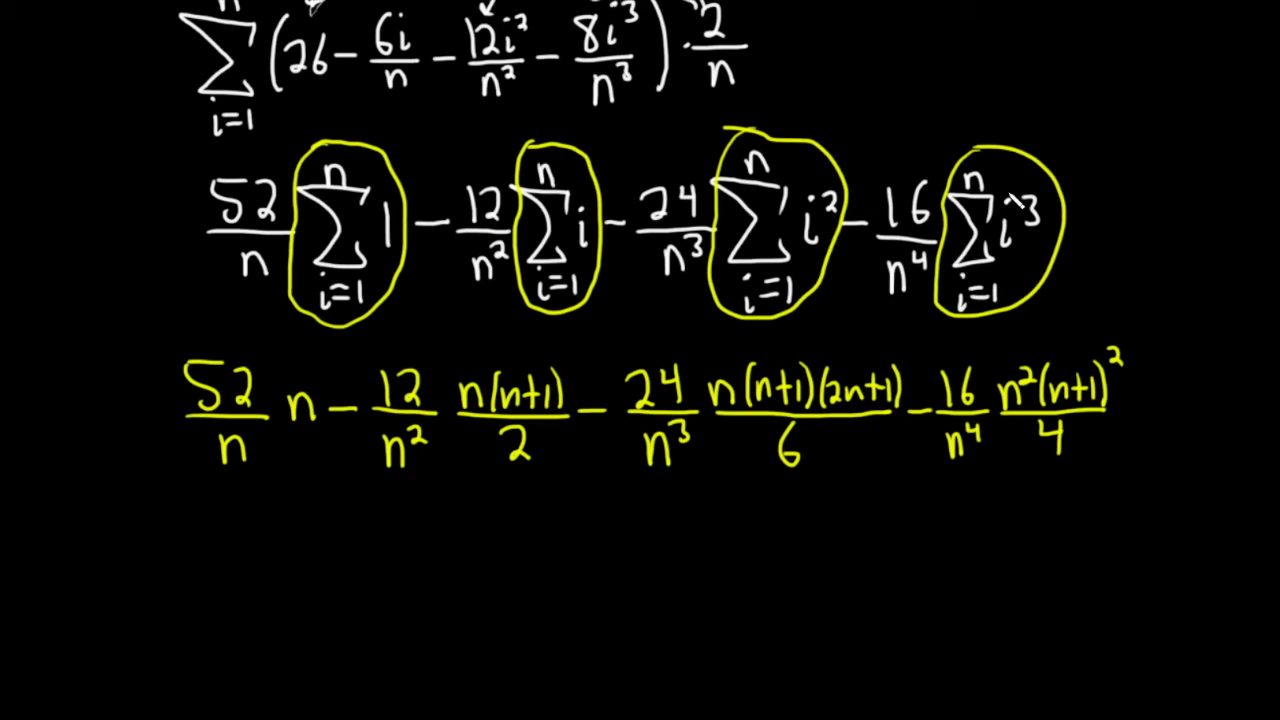 n∑i=1 (26 − 6i/n − 12i²/n² − 8i³/n³) · 2/n
52/n n∑i=1 1 − 12/n² n∑i=1 i − 24/n³ n∑i=1 i² − 16/n⁴ n∑i=1 i³
52/n n − 12/n² n(n+1)/2 − 24/n³ n(n+1)(2n+1)/6 − 16/n⁴ n²(n+1)²/4